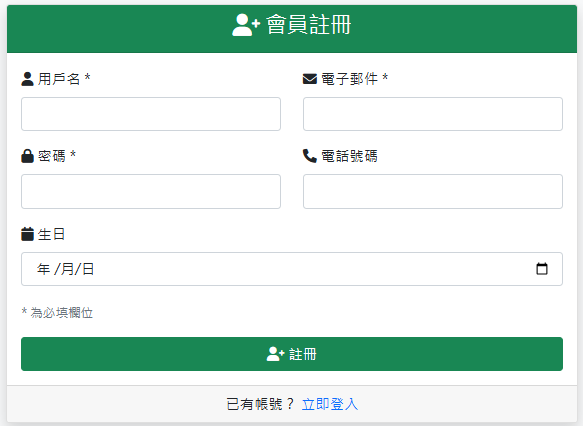 會員註冊
用戶名 *
電子郵件 *
密碼 *
電話號碼
生日
年 /月/日
* 為必填欄位
註冊
已有帳號？ 立即登入